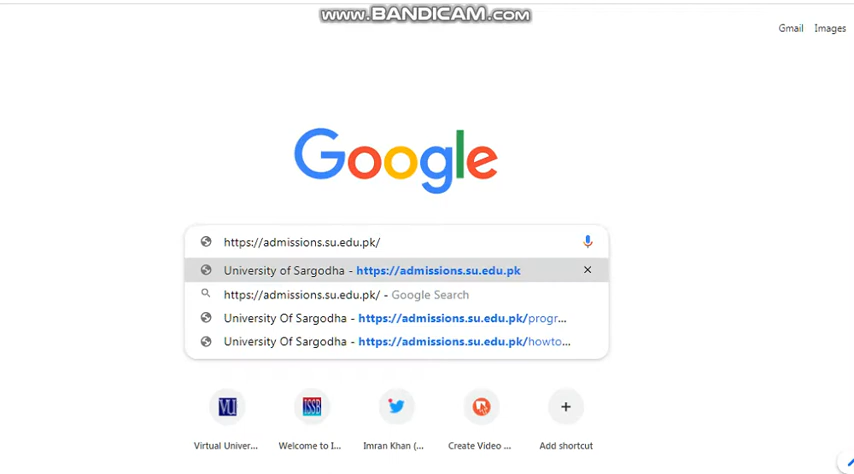 www.BANDICAM.com
Gmail Images
Google
https://admissions.su.edu.pk/
University of Sargodha - https://admissions.su.edu.pk
https://admissions.su.edu.pk/ - Google Search
University Of Sargodha - https://admissions.su.edu.pk/progr...
University Of Sargodha - https://admissions.su.edu.pk/howto...
VU ISSB
Virtual Univer... Welcome to I... Imran Khan (... Create Video ... Add shortcut